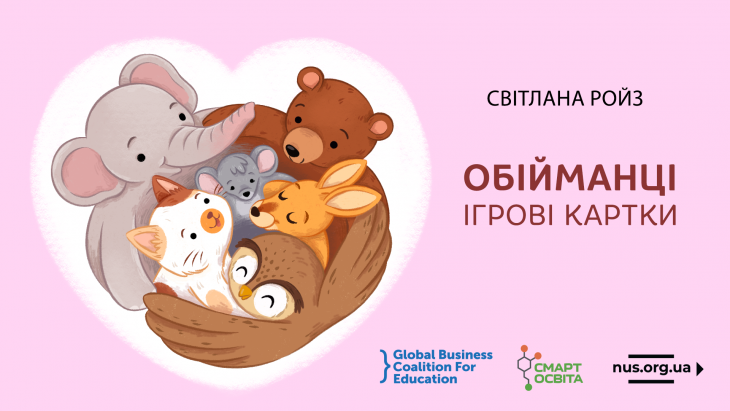 СВІТЛАНА РОЙЗ
ОБІЙМАНЦІ
ІГРОВІ КАРТКИ
Global Business
Coalition For
Education
СМАРТ
ОСВІТА
nus.org.ua